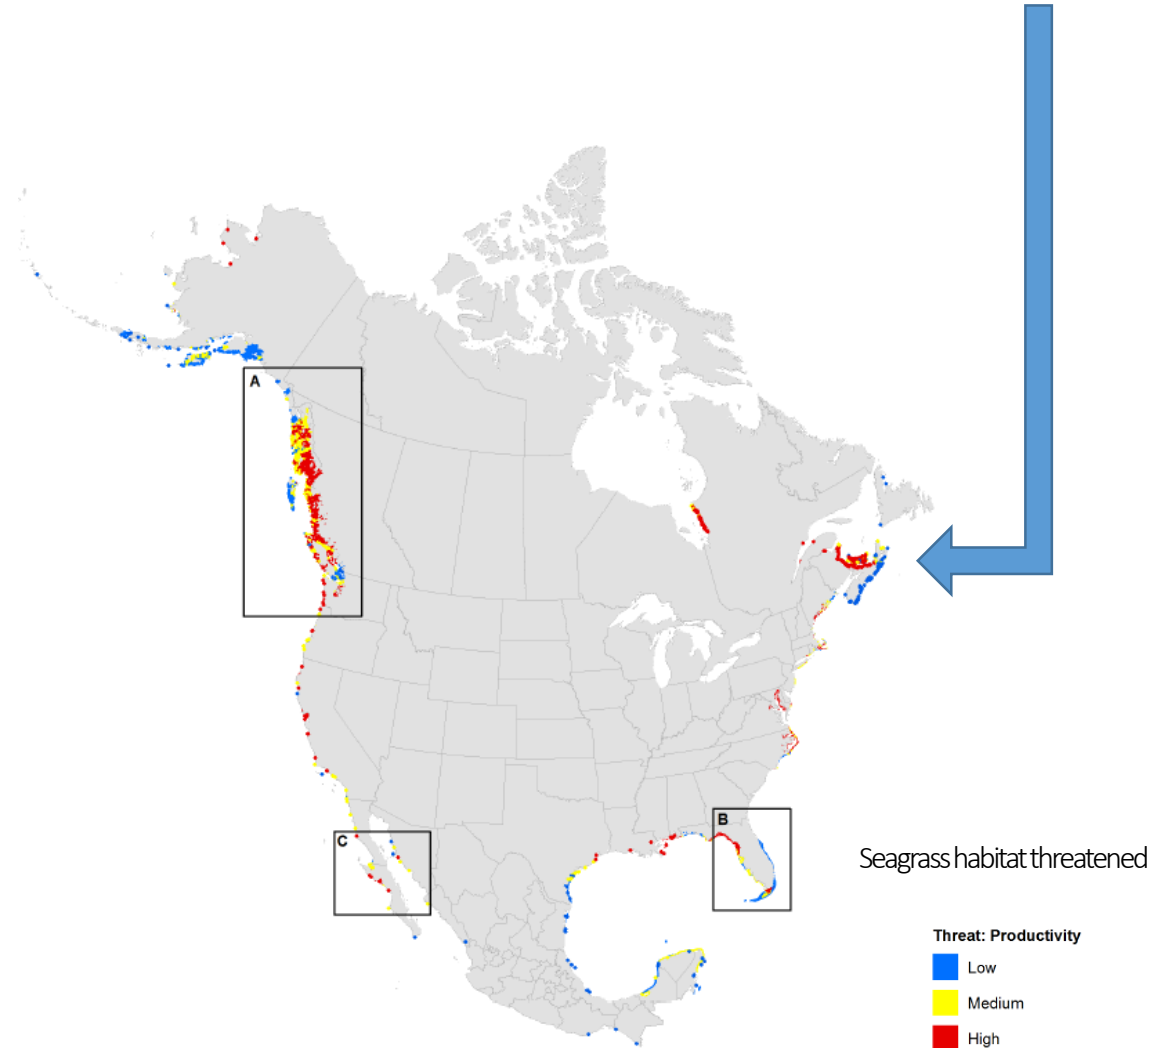 A
B
C
Seagrass habitat threatened
Threat: Productivity
Low
Medium
High